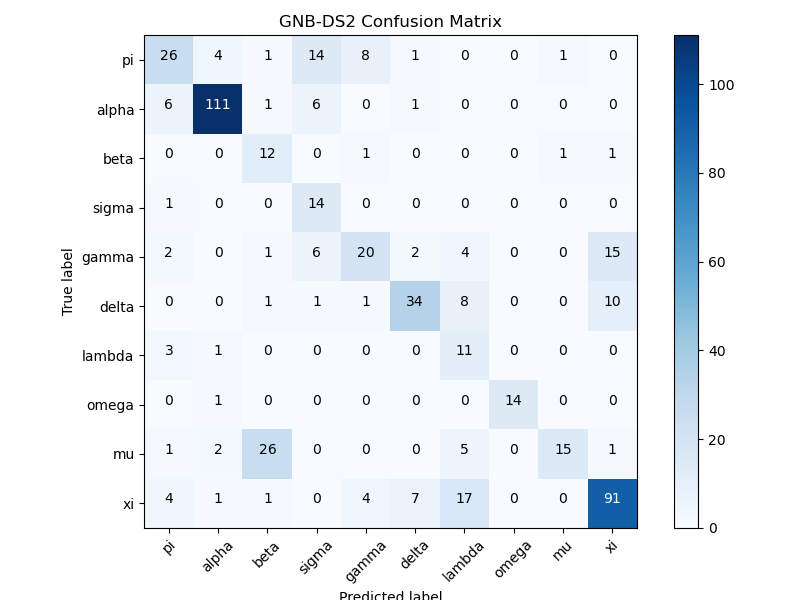 GNB-DS2 Confusion Matrix
pi 26 4 1 14 8 1 0 0 1 0
alpha 6 111 1 6 0 1 0 0 0 0
beta 0 0 12 0 1 0 0 0 1 1
sigma 1 0 0 14 0 0 0 0 0 0
gamma 2 0 1 6 20 2 4 0 0 15
delta 0 0 1 1 1 34 8 0 0 10
lambda 3 1 0 0 0 0 11 0 0 0
omega 0 1 0 0 0 0 0 14 0 0
mu 1 2 26 0 0 0 5 0 15 1
xi 4 1 1 0 4 7 17 0 0 91
pi alpha beta sigma gamma delta lambda omega mu xi
True label
Predicted label
100
80
60
40
20
0